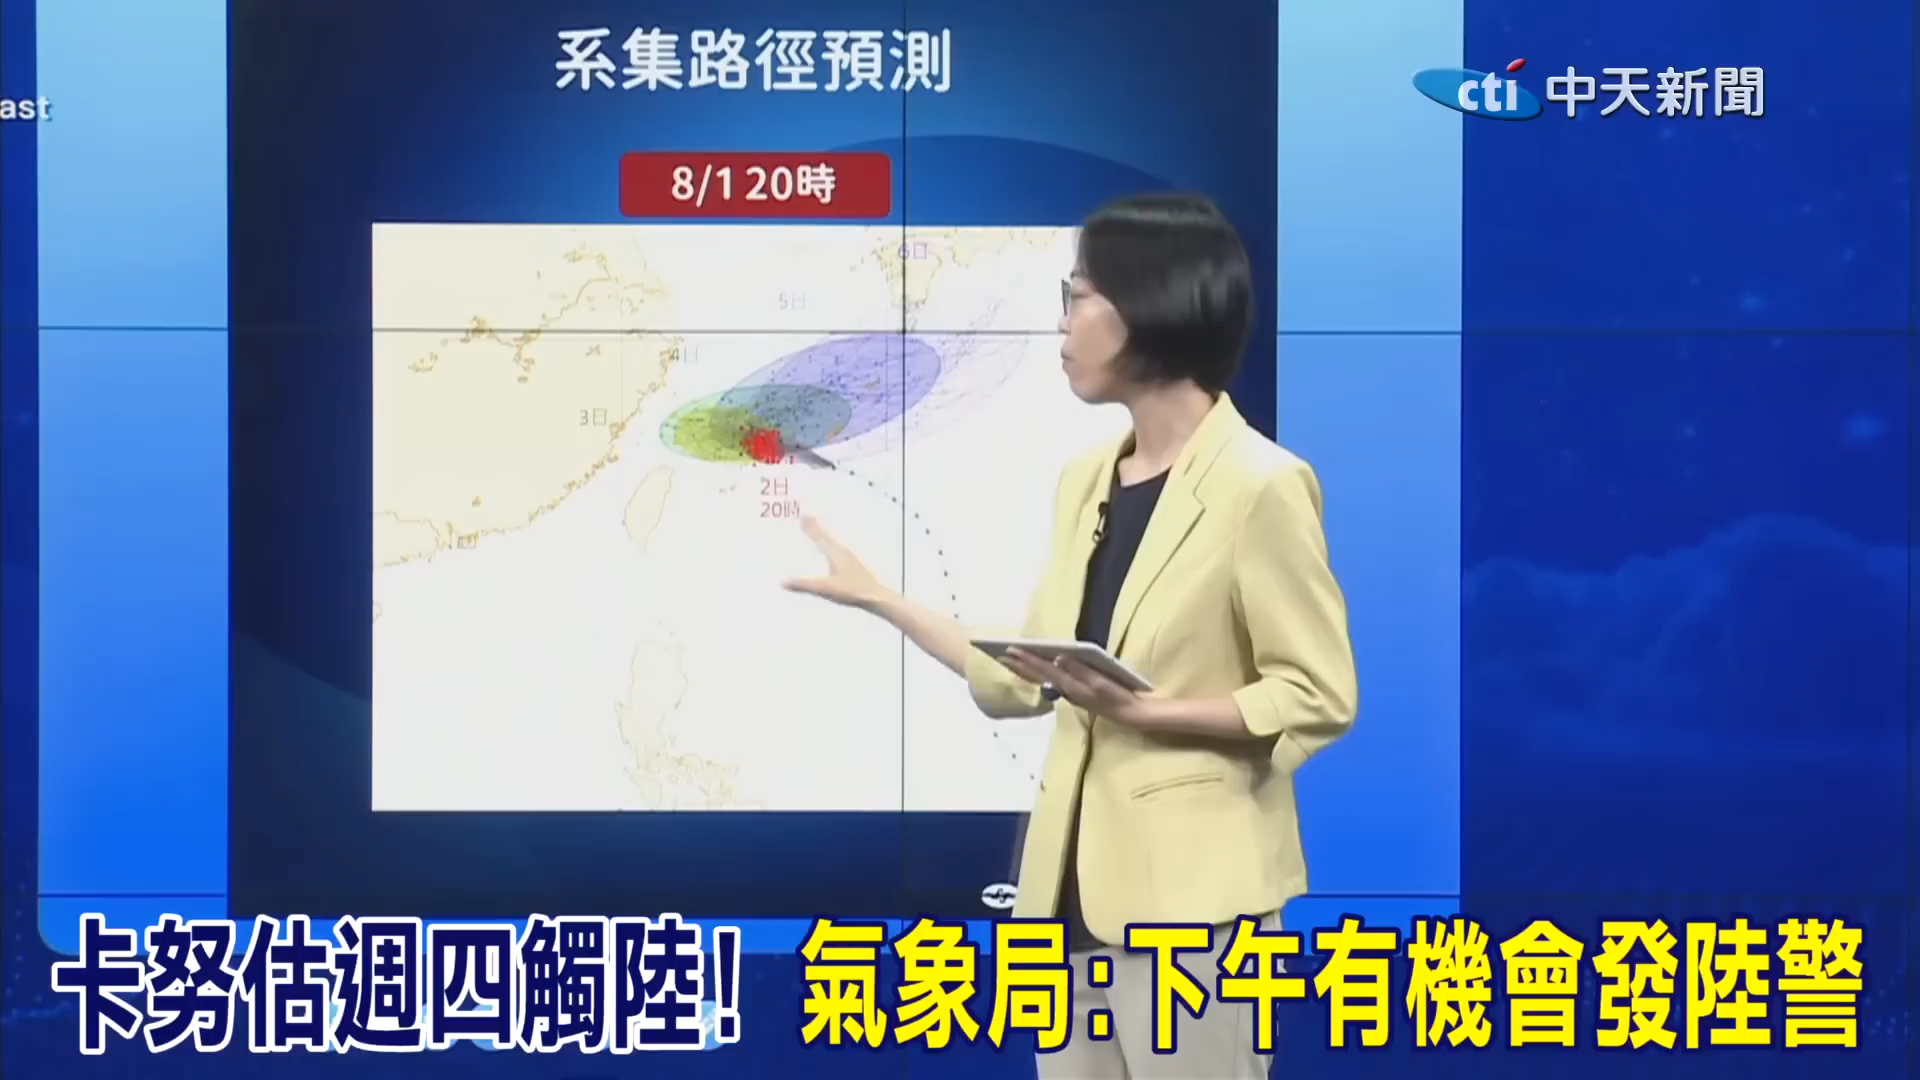 系集路徑預測
ast
cti 中天新聞
8/1 20時
6日
5日
4日
3日
2日
20時
卡努估週四觸陸! 氣象局:下午有機會發陸警